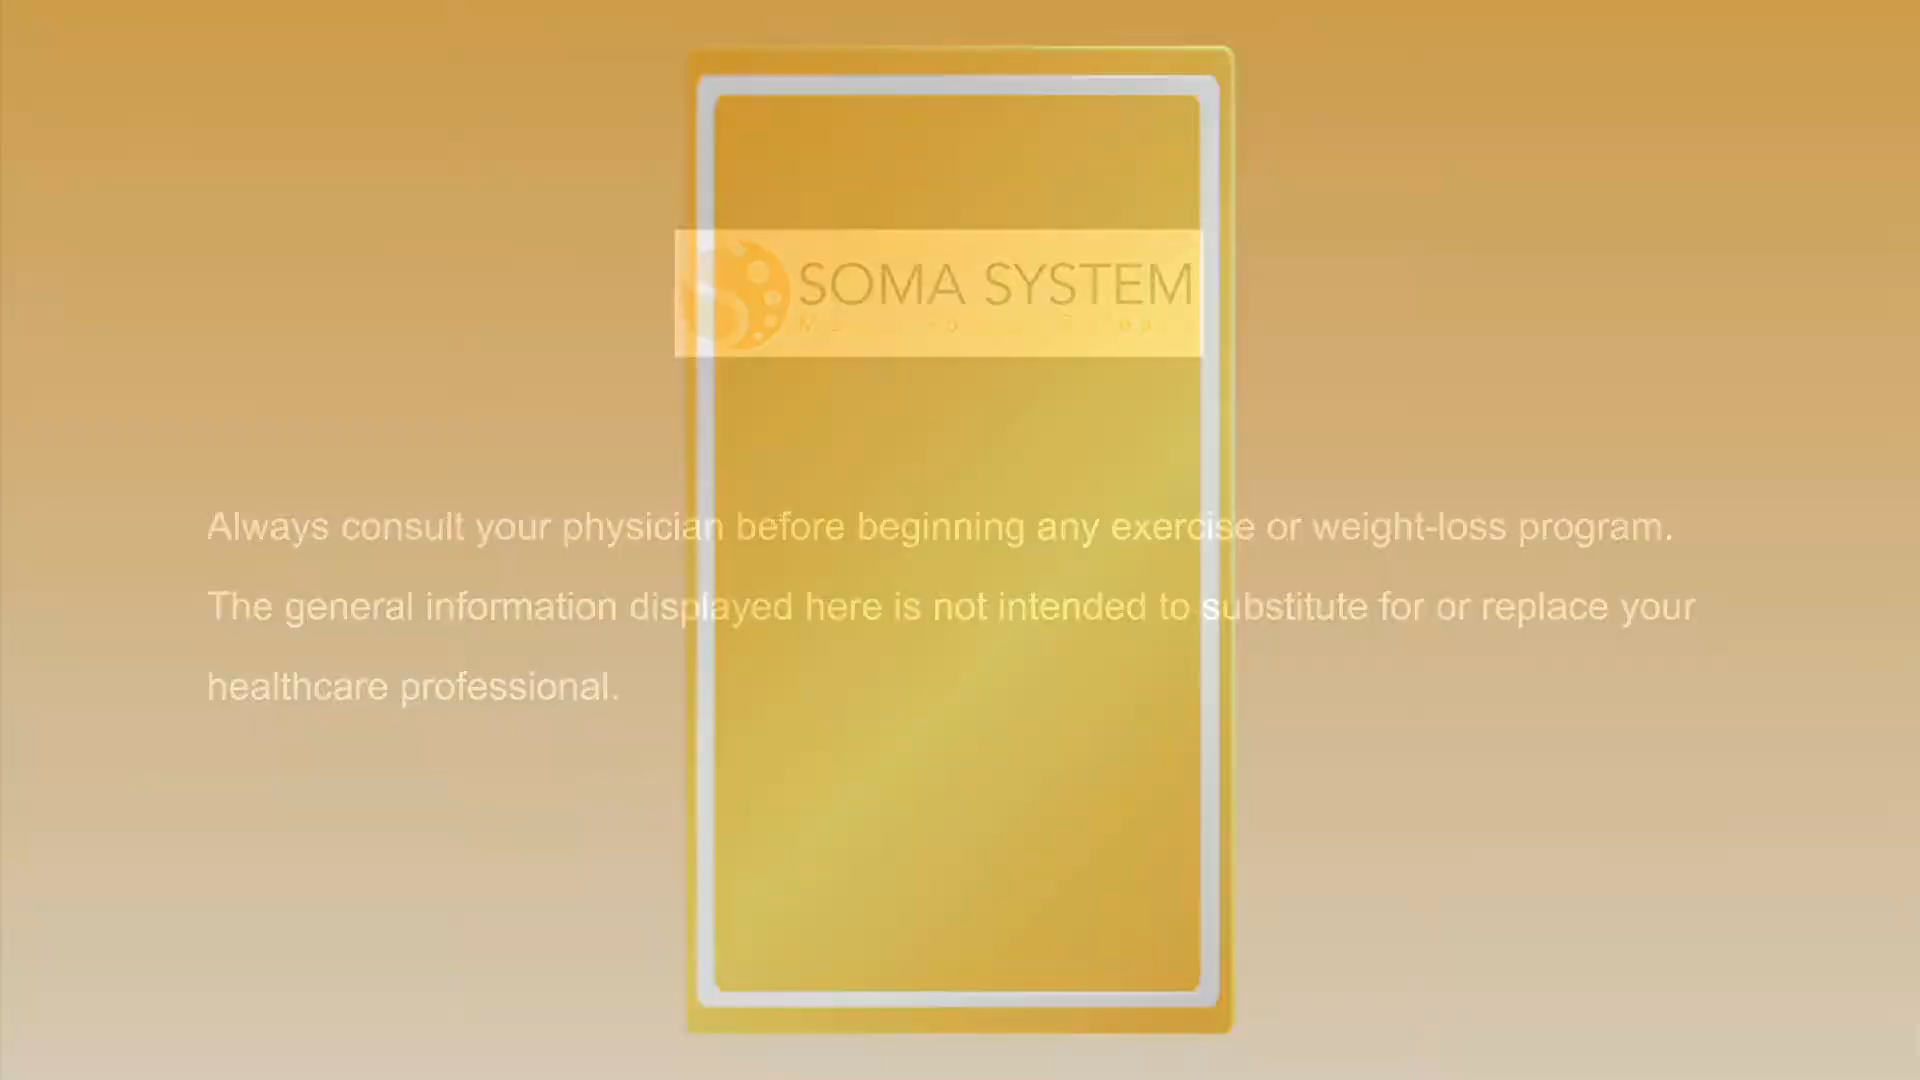 SOMA SYSTEM
Always consult your physician before beginning any exercise or weight-loss program.
The general information displayed here is not intended to substitute for or replace your
healthcare professional.